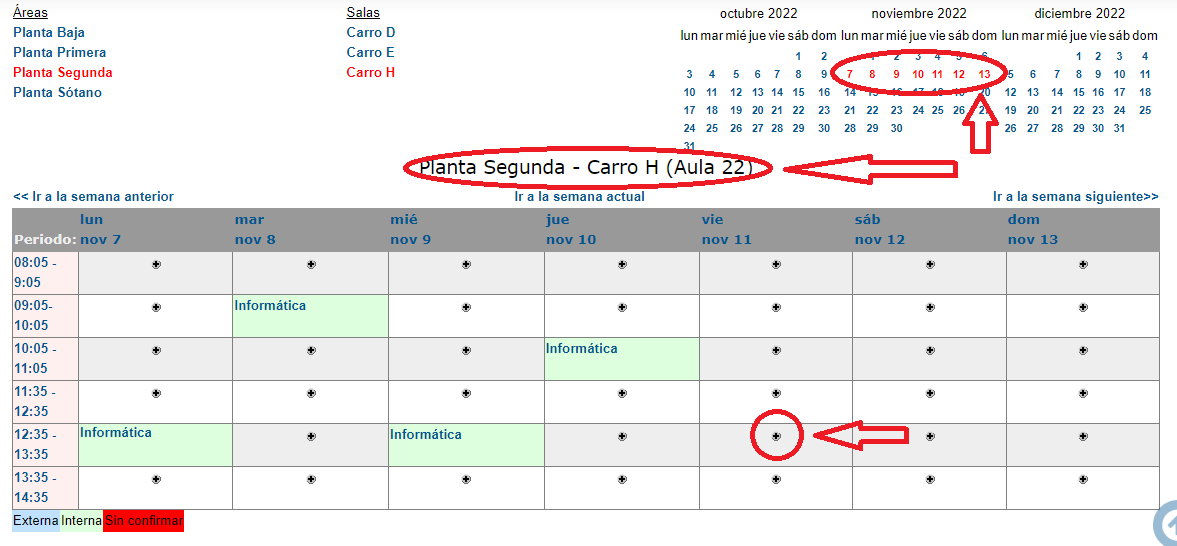 Áreas
Planta Baja
Planta Primera
Planta Segunda
Planta Sótano
Salas
Carro D
Carro E
Carro H
octubre 2022
lun mar mié jue vie sáb dom
1 2
3 4 5 6 7 8 9
10 11 12 13 14 15 16
17 18 19 20 21 22 23
24 25 26 27 28 29 30
31
noviembre 2022
lun mar mié jue vie sáb dom
1 2 3 4 5 6
7 8 9 10 11 12 13
14 15 16 17 18 19 20
21 22 23 24 25 26
28 29 30
diciembre 2022
lun mar mié jue vie sáb dom
1 2 3 4
5 6 7 8 9 10 11
12 13 14 15 16 17 18
19 20 21 22 23 24 25
26 27 28 29 30 31
Planta Segunda - Carro H (Aula 22)
<< Ir a la semana anterior Ir a la semana actual Ir a la semana siguiente>>
lun mar mié jue vie sáb dom
Periodo: nov 7 nov 8 nov 9 nov 10 nov 11 nov 12 nov 13
08:05 -
9:05
09:05- Informática
10:05
10:05 - Informática
11:05
11:35 -
12:35
12:35 - Informática Informática
13:35
13:35 -
14:35
Externa Interna Sin confirmar